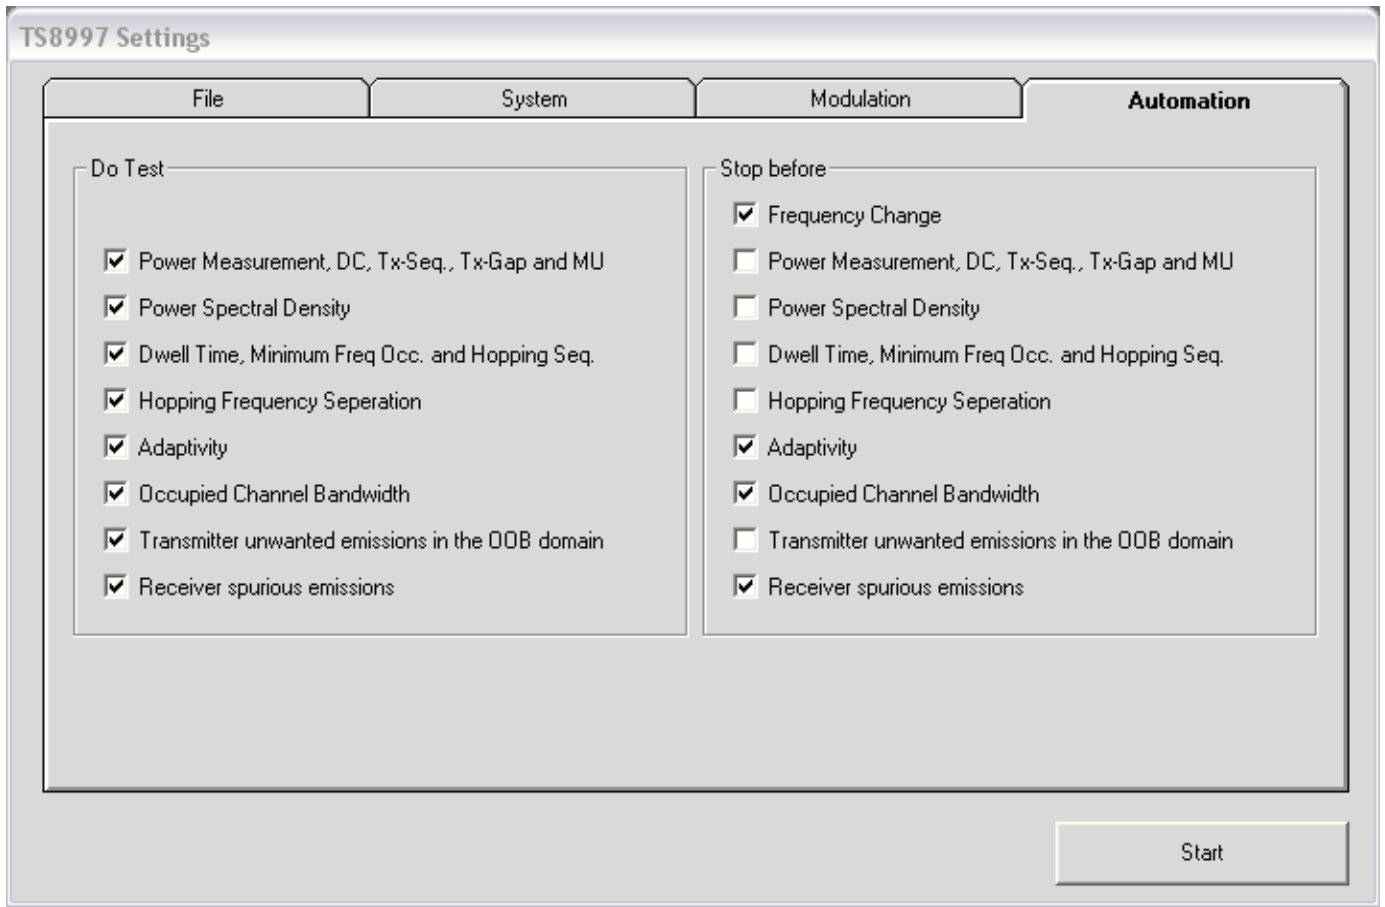 TS8997 Settings
File
System
Modulation
Automation
Do Test
Power Measurement, DC, Tx-Seq., Tx-Gap and MU
Power Spectral Density
Dwell Time, Minimum Freq Occ. and Hopping Seq.
Hopping Frequency Seperation
Adaptivity
Occupied Channel Bandwidth
Transmitter unwanted emissions in the OOB domain
Receiver spurious emissions
Stop before
Frequency Change
Power Measurement, DC, Tx-Seq., Tx-Gap and MU
Power Spectral Density
Dwell Time, Minimum Freq Occ. and Hopping Seq.
Hopping Frequency Seperation
Adaptivity
Occupied Channel Bandwidth
Transmitter unwanted emissions in the OOB domain
Receiver spurious emissions
Start